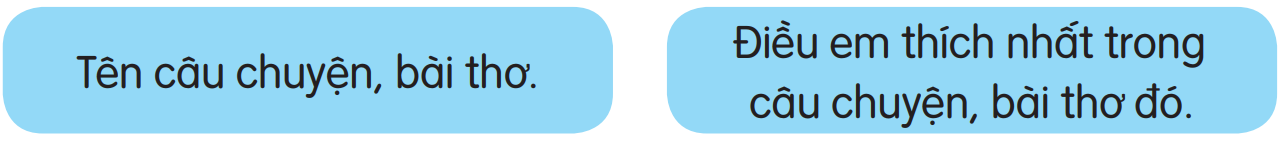 Tên câu chuyện, bài thơ.
Điều em thích nhất trong
câu chuyện, bài thơ đó.